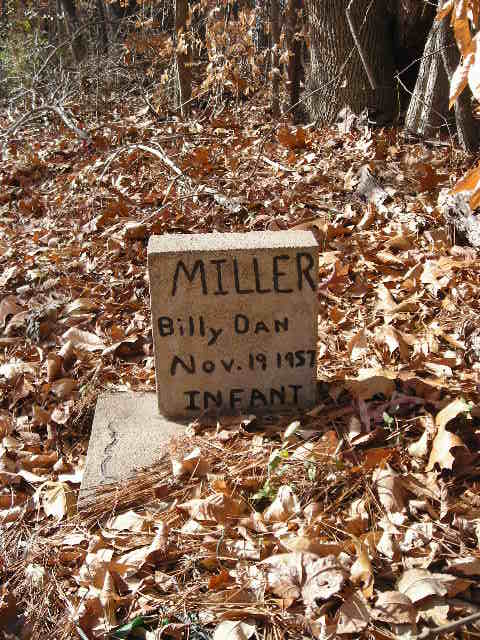 MILLER
Billy Dan
Nov. 19 1957
INFANT